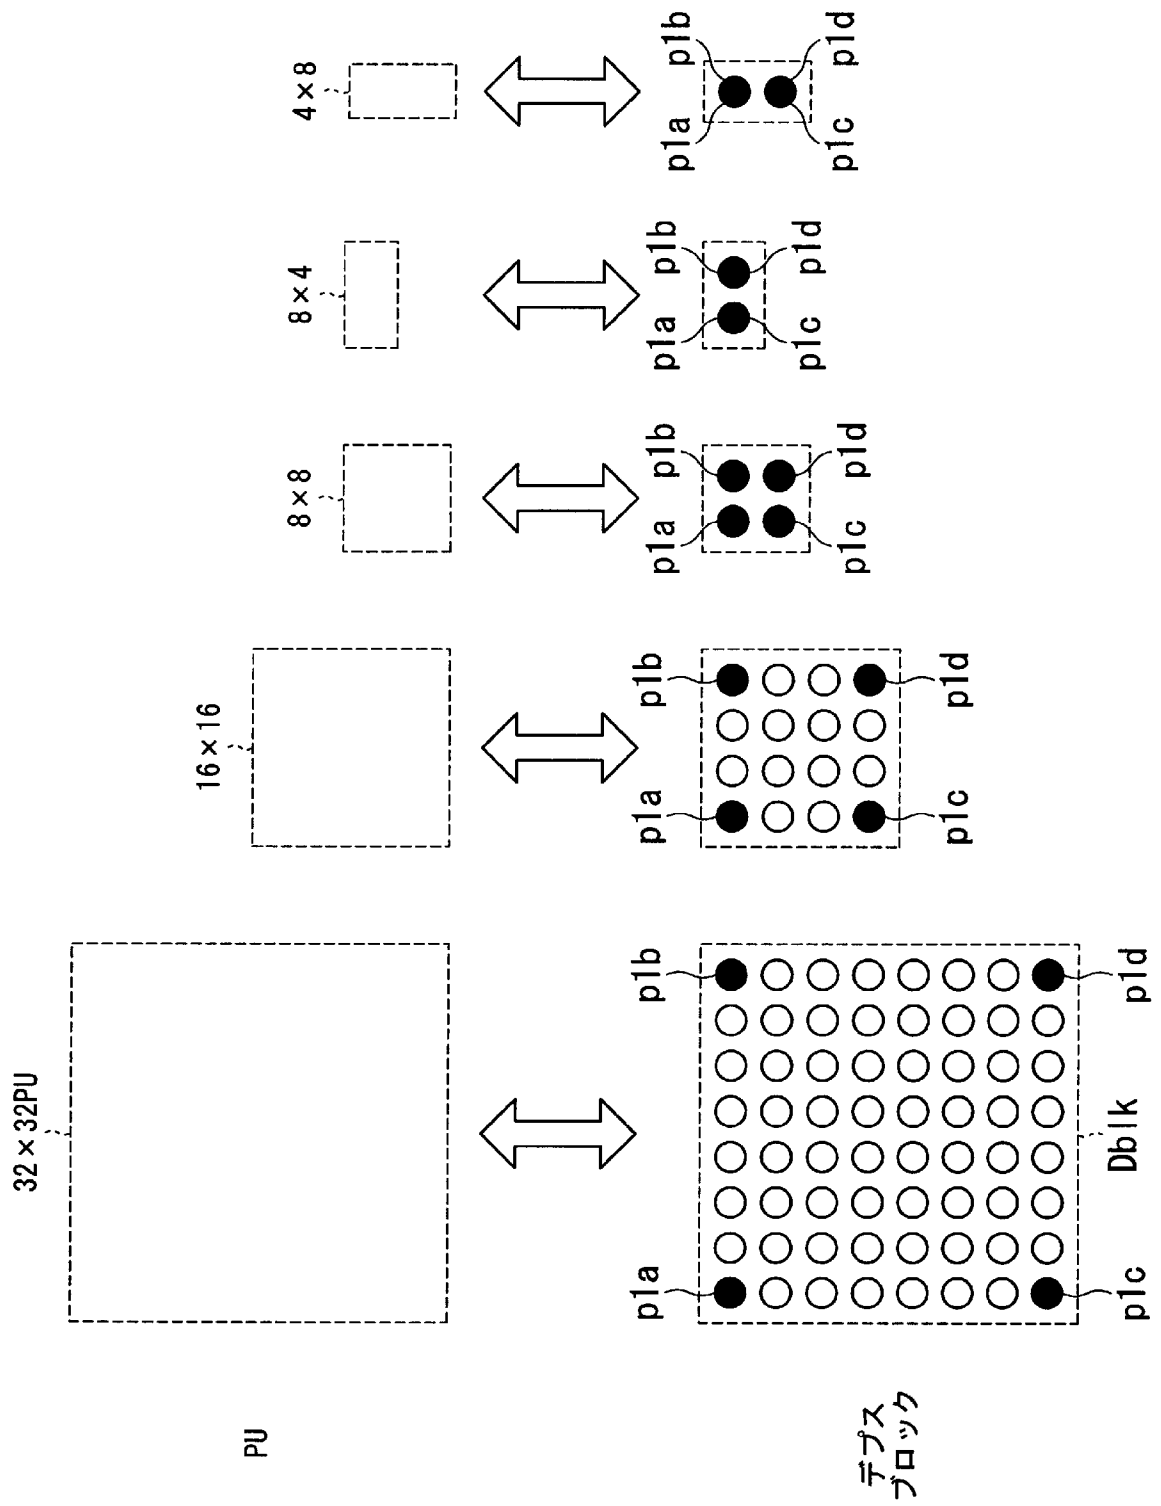 PU
32×32PU
16×16
8×8
8×4
4×8
デプス
ブロック
p1a
p1b
p1c
p1d
Dblk
p1a
p1b
p1c
p1d
p1a
p1b
p1c
p1d
p1a
p1b
p1c
p1d
p1a
p1b
p1c
p1d